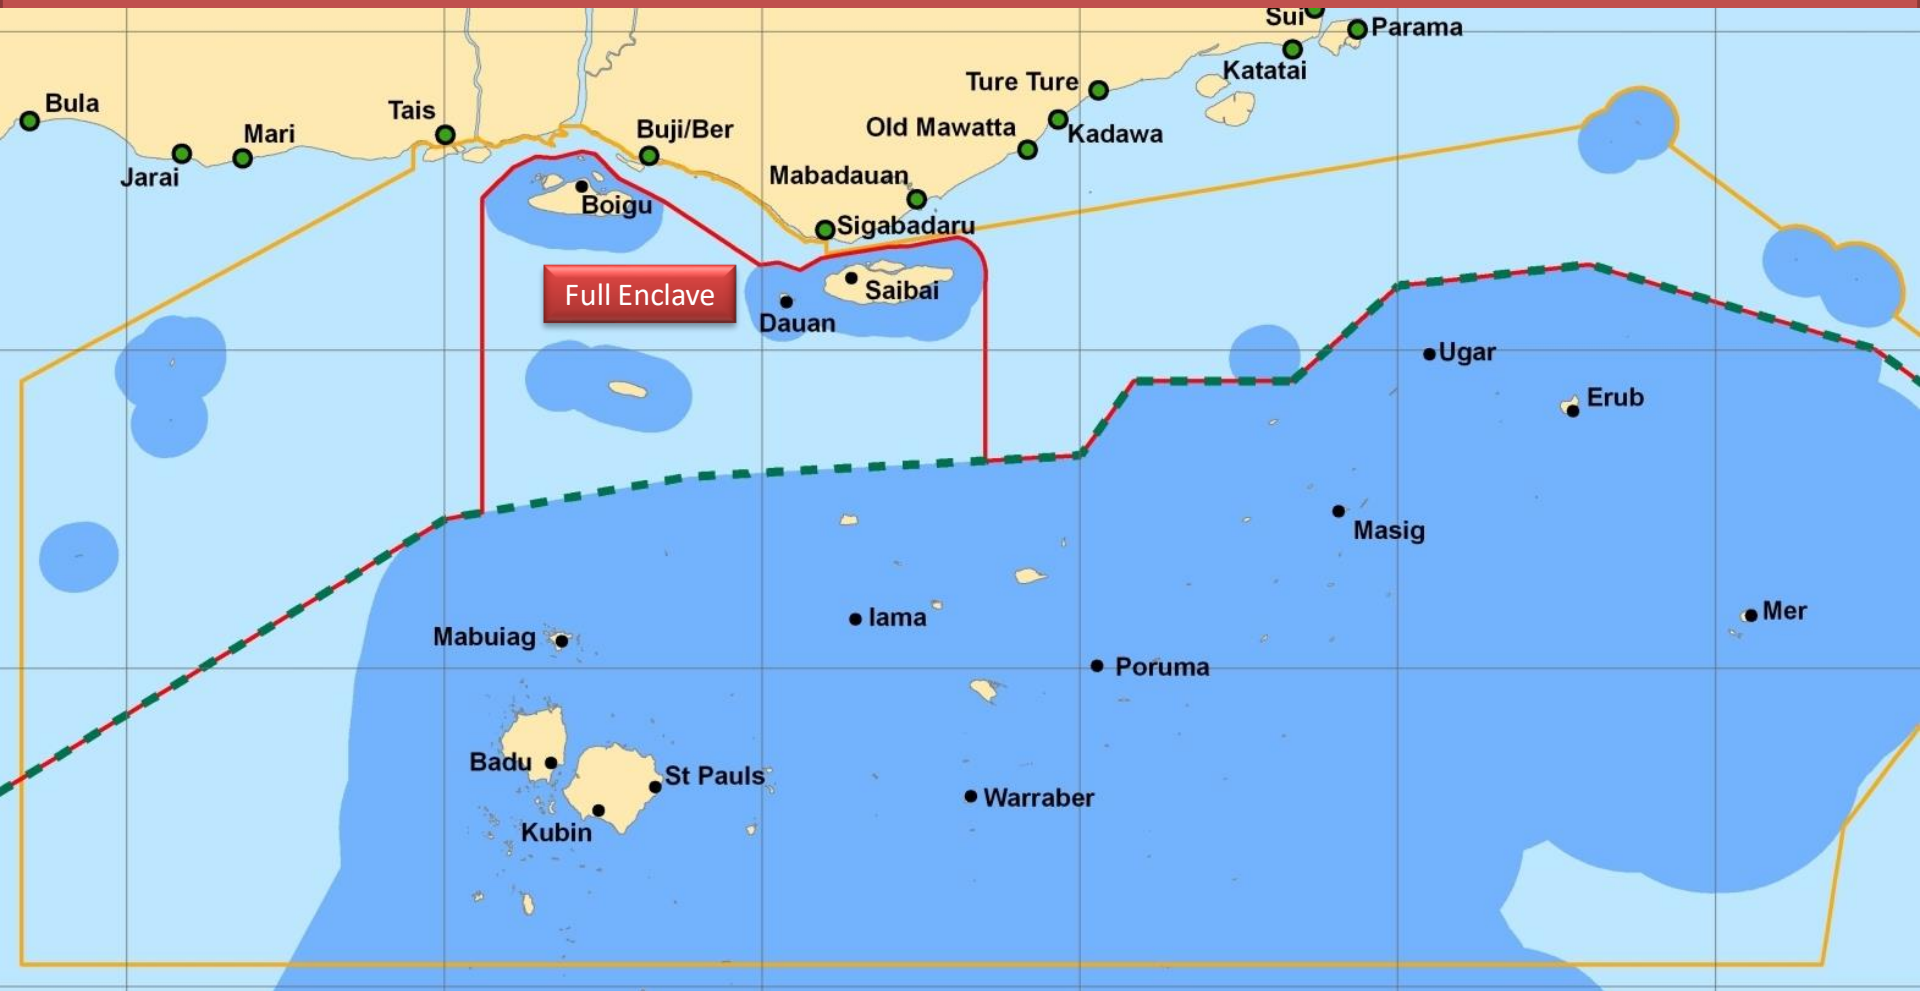 Sui
Parama
Katatai
Ture Ture
Bula
Tais
Old Mawatta
Kadawa
Mari
Buji/Ber
Jarai
Mabadauan
Boigu
Sigabadaru
Full Enclave
Saibai
Dauan
Ugar
Erub
Masig
Iama
Mer
Mabuiag
Poruma
Badu
St Pauls
Warraber
Kubin